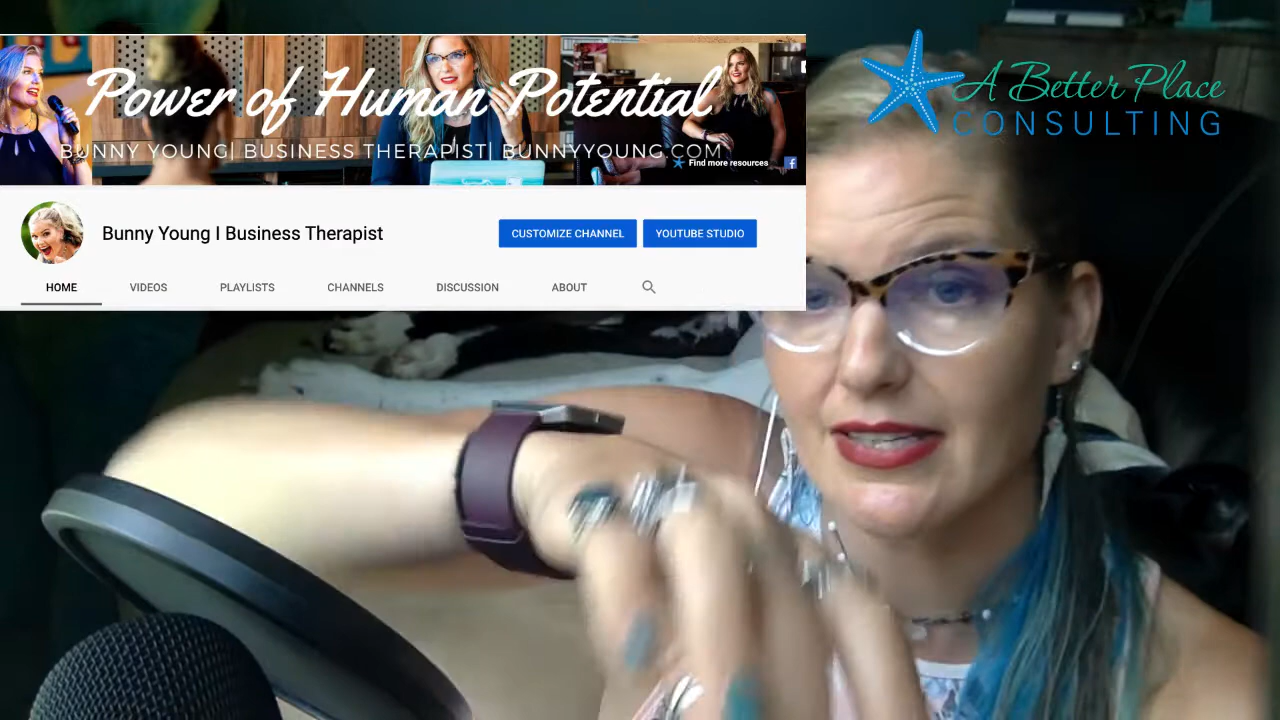 Power of Human Potential
BUNNY YOUNG| BUSINESS THERAPIST| BUNNYYOUNG.COM
Find more resources
f
Bunny Young I Business Therapist
CUSTOMIZE CHANNEL
YOUTUBE STUDIO
HOME
VIDEOS
PLAYLISTS
CHANNELS
DISCUSSION
ABOUT
A Better Place
CONSULTING